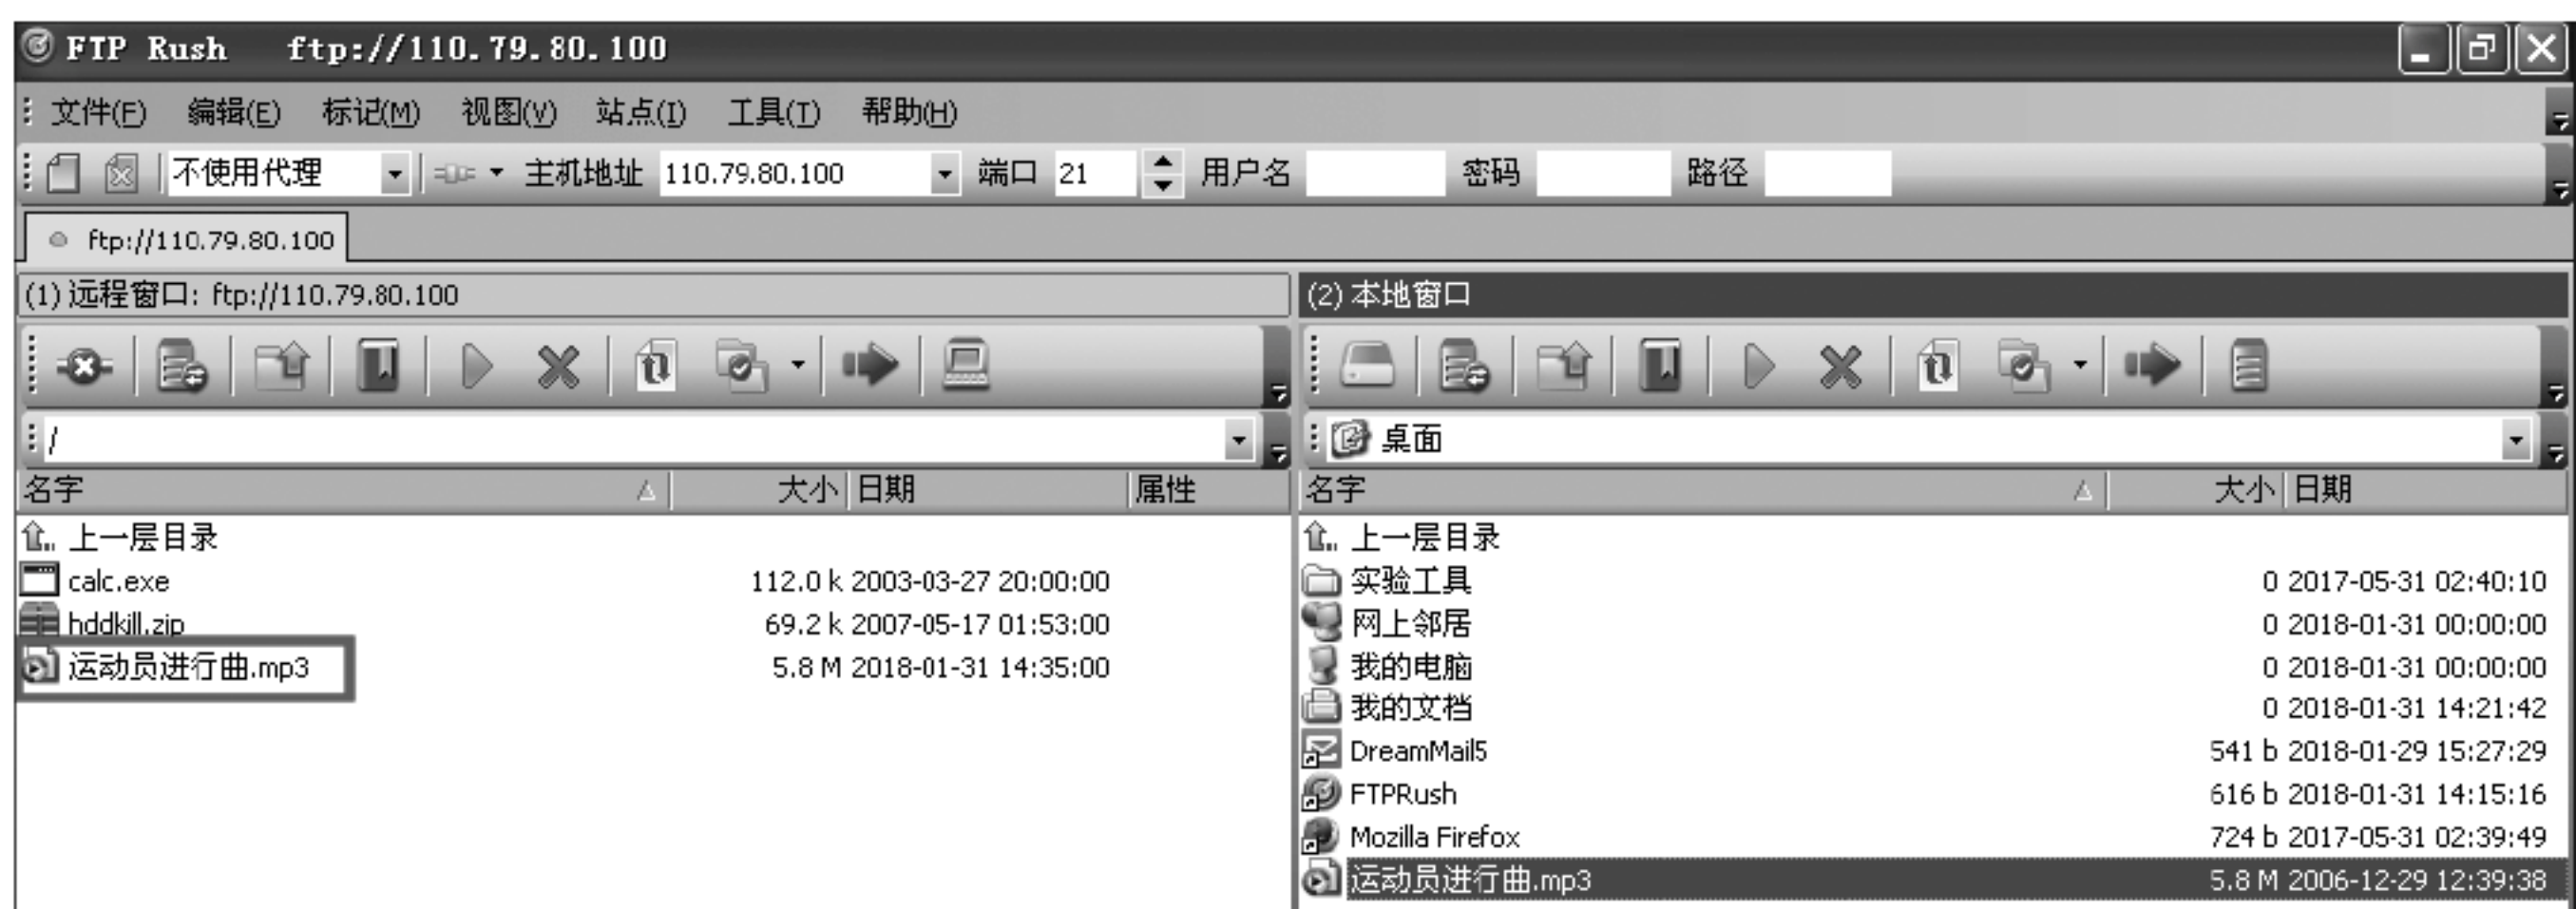 FTP Rush ftp://110.79.80.100
文件(F) 编辑(E) 标记(M) 视图(V) 站点(I) 工具(T) 帮助(H)
不使用代理 主机地址 110.79.80.100 端口 21 用户名 密码 路径
ftp://110.79.80.100
(1) 远程窗口: ftp://110.79.80.100
/
名字 大小 日期 属性
上一层目录
calc.exe 112.0 k 2003-03-27 20:00:00
hddkill.zip 69.2 k 2007-05-17 01:53:00
运动员进行曲.mp3 5.8 M 2018-01-31 14:35:00
(2) 本地窗口
桌面
名字 大小 日期
上一层目录
实验工具 0 2017-05-31 02:40:10
网上邻居 0 2018-01-31 00:00:00
我的电脑 0 2018-01-31 00:00:00
我的文档 0 2018-01-31 14:21:42
DreamMail5 541 b 2018-01-29 15:27:29
FTPRush 616 b 2018-01-31 14:15:16
Mozilla Firefox 724 b 2017-05-31 02:39:49
运动员进行曲.mp3 5.8 M 2006-12-29 12:39:38